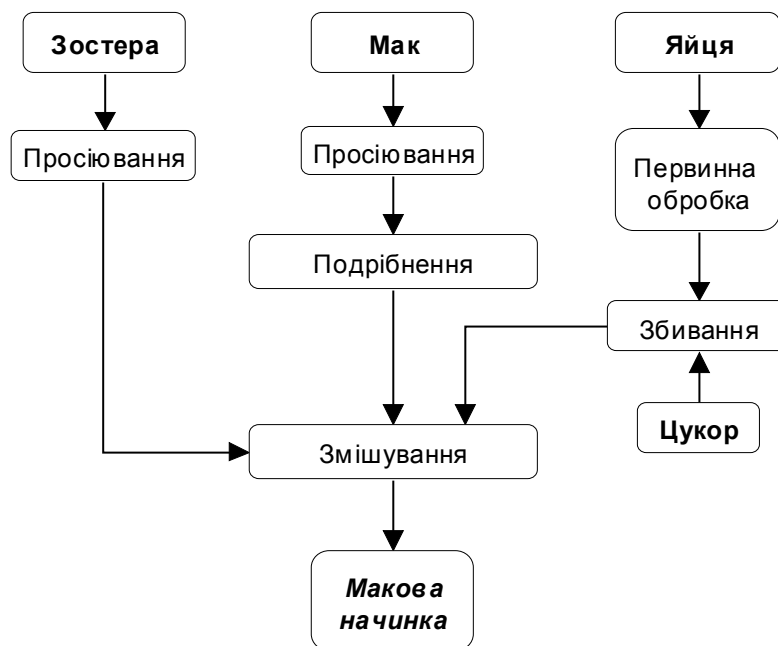 Зостера
Мак
Яйця
Просіювання
Просіювання
Первинна
обробка
Подрібнення
Збивання
Цукор
Змішування
Макова
начинка